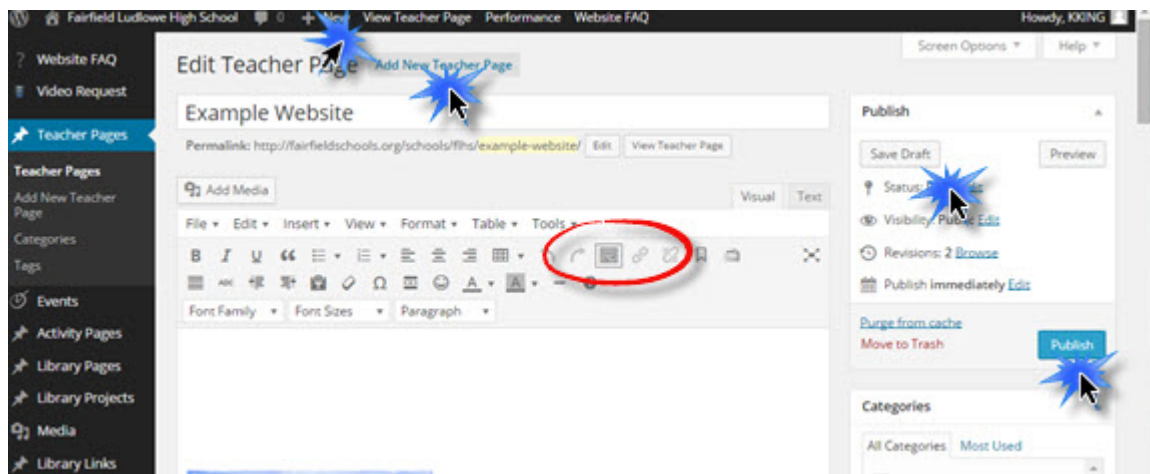 Fairfield Ludlowe High School 0 + New View Teacher Page Performance Website FAQ Howdy, KKING
Screen Options Help
Website FAQ
Video Request
Teacher Pages
Teacher Pages
Add New Teacher
Page
Categories
Tags
Events
Activity Pages
Library Pages
Library Projects
Media
Library Links
Edit Teacher Page Add New Teacher Page
Example Website
Permalink: http://fairfieldschools.org/schools/flhs/example-website/ Edit View Teacher Page
Add Media
Visual Text
File Edit Insert View Format Table Tools
B I U
ABC
Font Family Font Sizes Paragraph
Publish
Save Draft Preview
Status: Edit
Visibility: Public Edit
Revisions: 2 Browse
Publish immediately Edit
Purge from cache
Move to Trash
Publish
Categories
All Categories Most Used